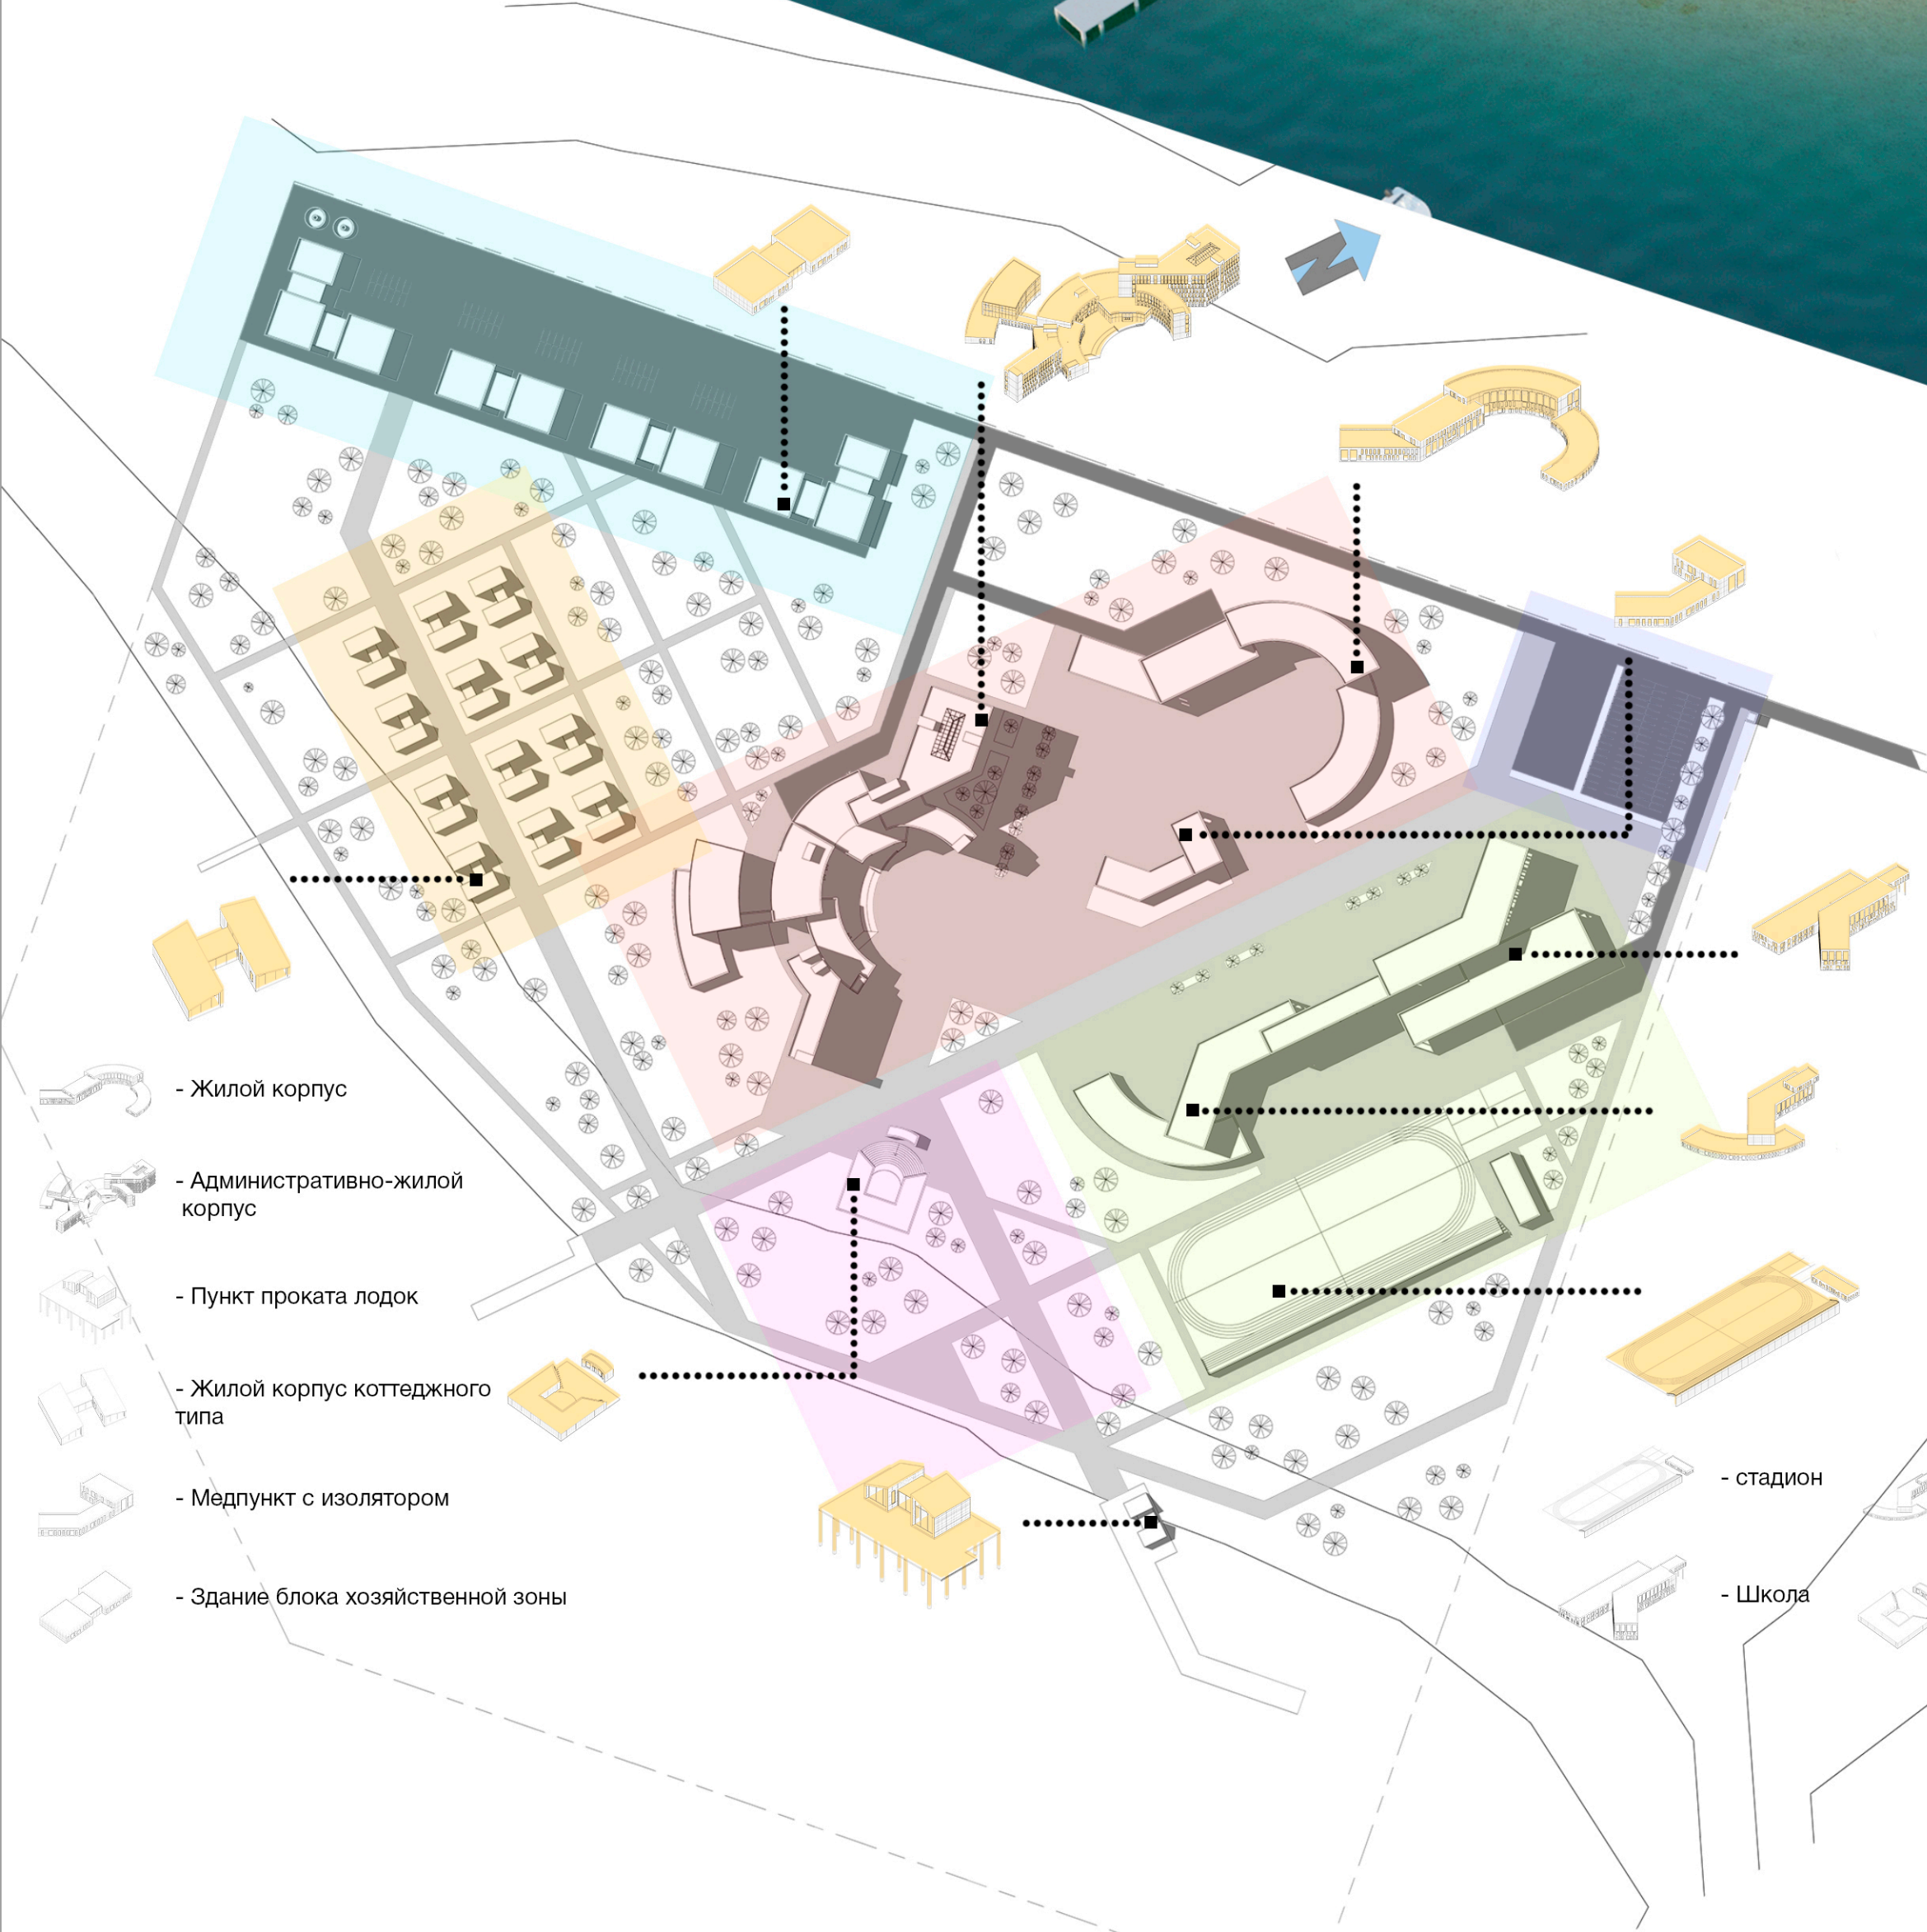 N
- Жилой корпус
- Административно-жилой
корпус
- Пункт проката лодок
- Жилой корпус коттеджного
типа
- Медпункт с изолятором
- Здание блока хозяйственной зоны
- стадион
- Школа